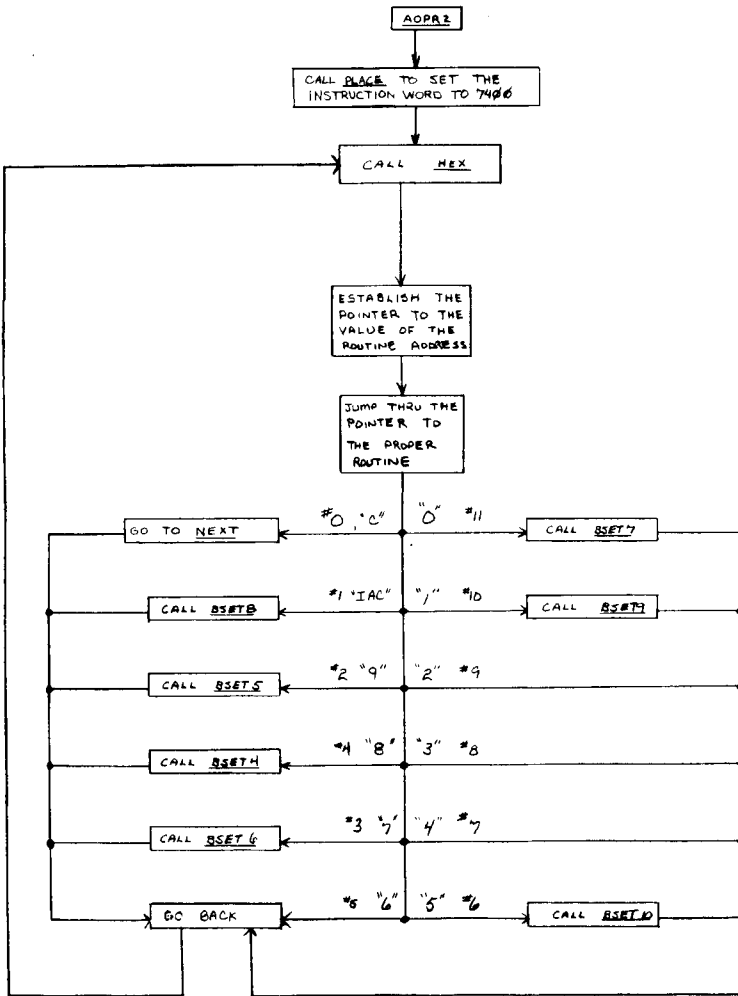 AOPR2
CALL PLACE TO SET THE
INSTRUCTION WORD TO 74ØØ
CALL HEX
ESTABLISH THE
POINTER TO THE
VALUE OF THE
ROUTINE ADDRESS
JUMP THRU THE
POINTER TO
THE PROPER
ROUTINE
GO TO NEXT
#0, "C"
"0" #11
CALL BSET7
CALL BSET8
#1 "IAC"
"1" #10
CALL BSET9
CALL BSET5
#2 "9"
"2" #9
CALL BSET4
#4 "8"
"3" #8
CALL BSET6
#3 "7"
"4" #7
GO BACK
"6"
"5" #6
CALL BSET10